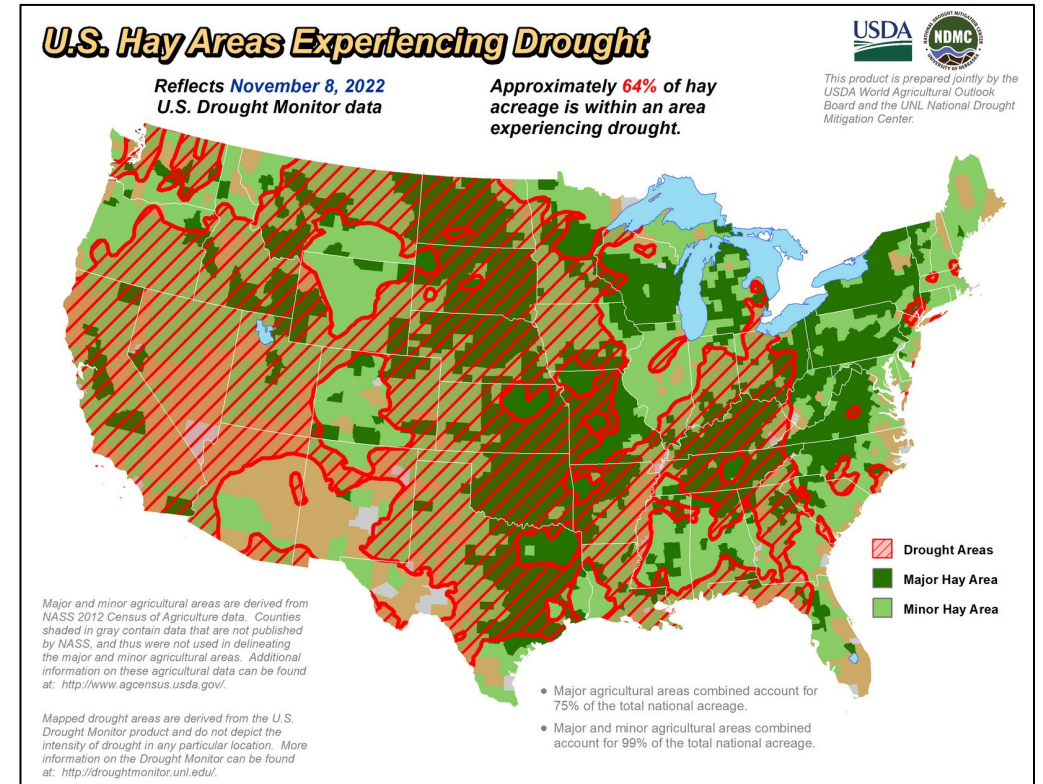 U.S. Hay Areas Experiencing Drought
USDA
NATIONAL DROUGHT MITIGATION CENTER
NDMC
UNIVERSITY OF NEBRASKA
Reflects November 8, 2022
U.S. Drought Monitor data
Approximately 64% of hay
acreage is within an area
experiencing drought.
This product is prepared jointly by the
USDA World Agricultural Outlook
Board and the UNL National Drought
Mitigation Center.
Drought Areas
Major Hay Area
Minor Hay Area
Major and minor agricultural areas are derived from
NASS 2012 Census of Agriculture data. Counties
shaded in gray contain data that are not published
by NASS, and thus were not used in delineating
the major and minor agricultural areas. Additional
information on these agricultural data can be found
at: http://www.agcensus.usda.gov/.
Mapped drought areas are derived from the U.S.
Drought Monitor product and do not depict the
intensity of drought in any particular location. More
information on the Drought Monitor can be found
at: http://droughtmonitor.unl.edu/.
● Major agricultural areas combined account for
75% of the total national acreage.
● Major and minor agricultural areas combined
account for 99% of the total national acreage.